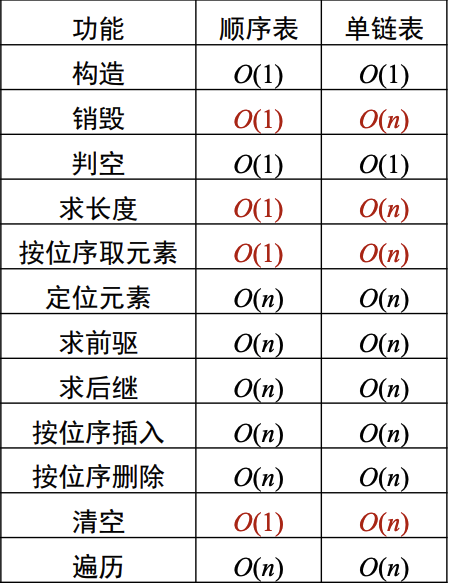 功能 顺序表 单链表
构造 O(1) O(1)
销毁 O(1) O(n)
判空 O(1) O(1)
求长度 O(1) O(n)
按位序取元素 O(1) O(n)
定位元素 O(n) O(n)
求前驱 O(n) O(n)
求后继 O(n) O(n)
按位序插入 O(n) O(n)
按位序删除 O(n) O(n)
清空 O(1) O(n)
遍历 O(n) O(n)